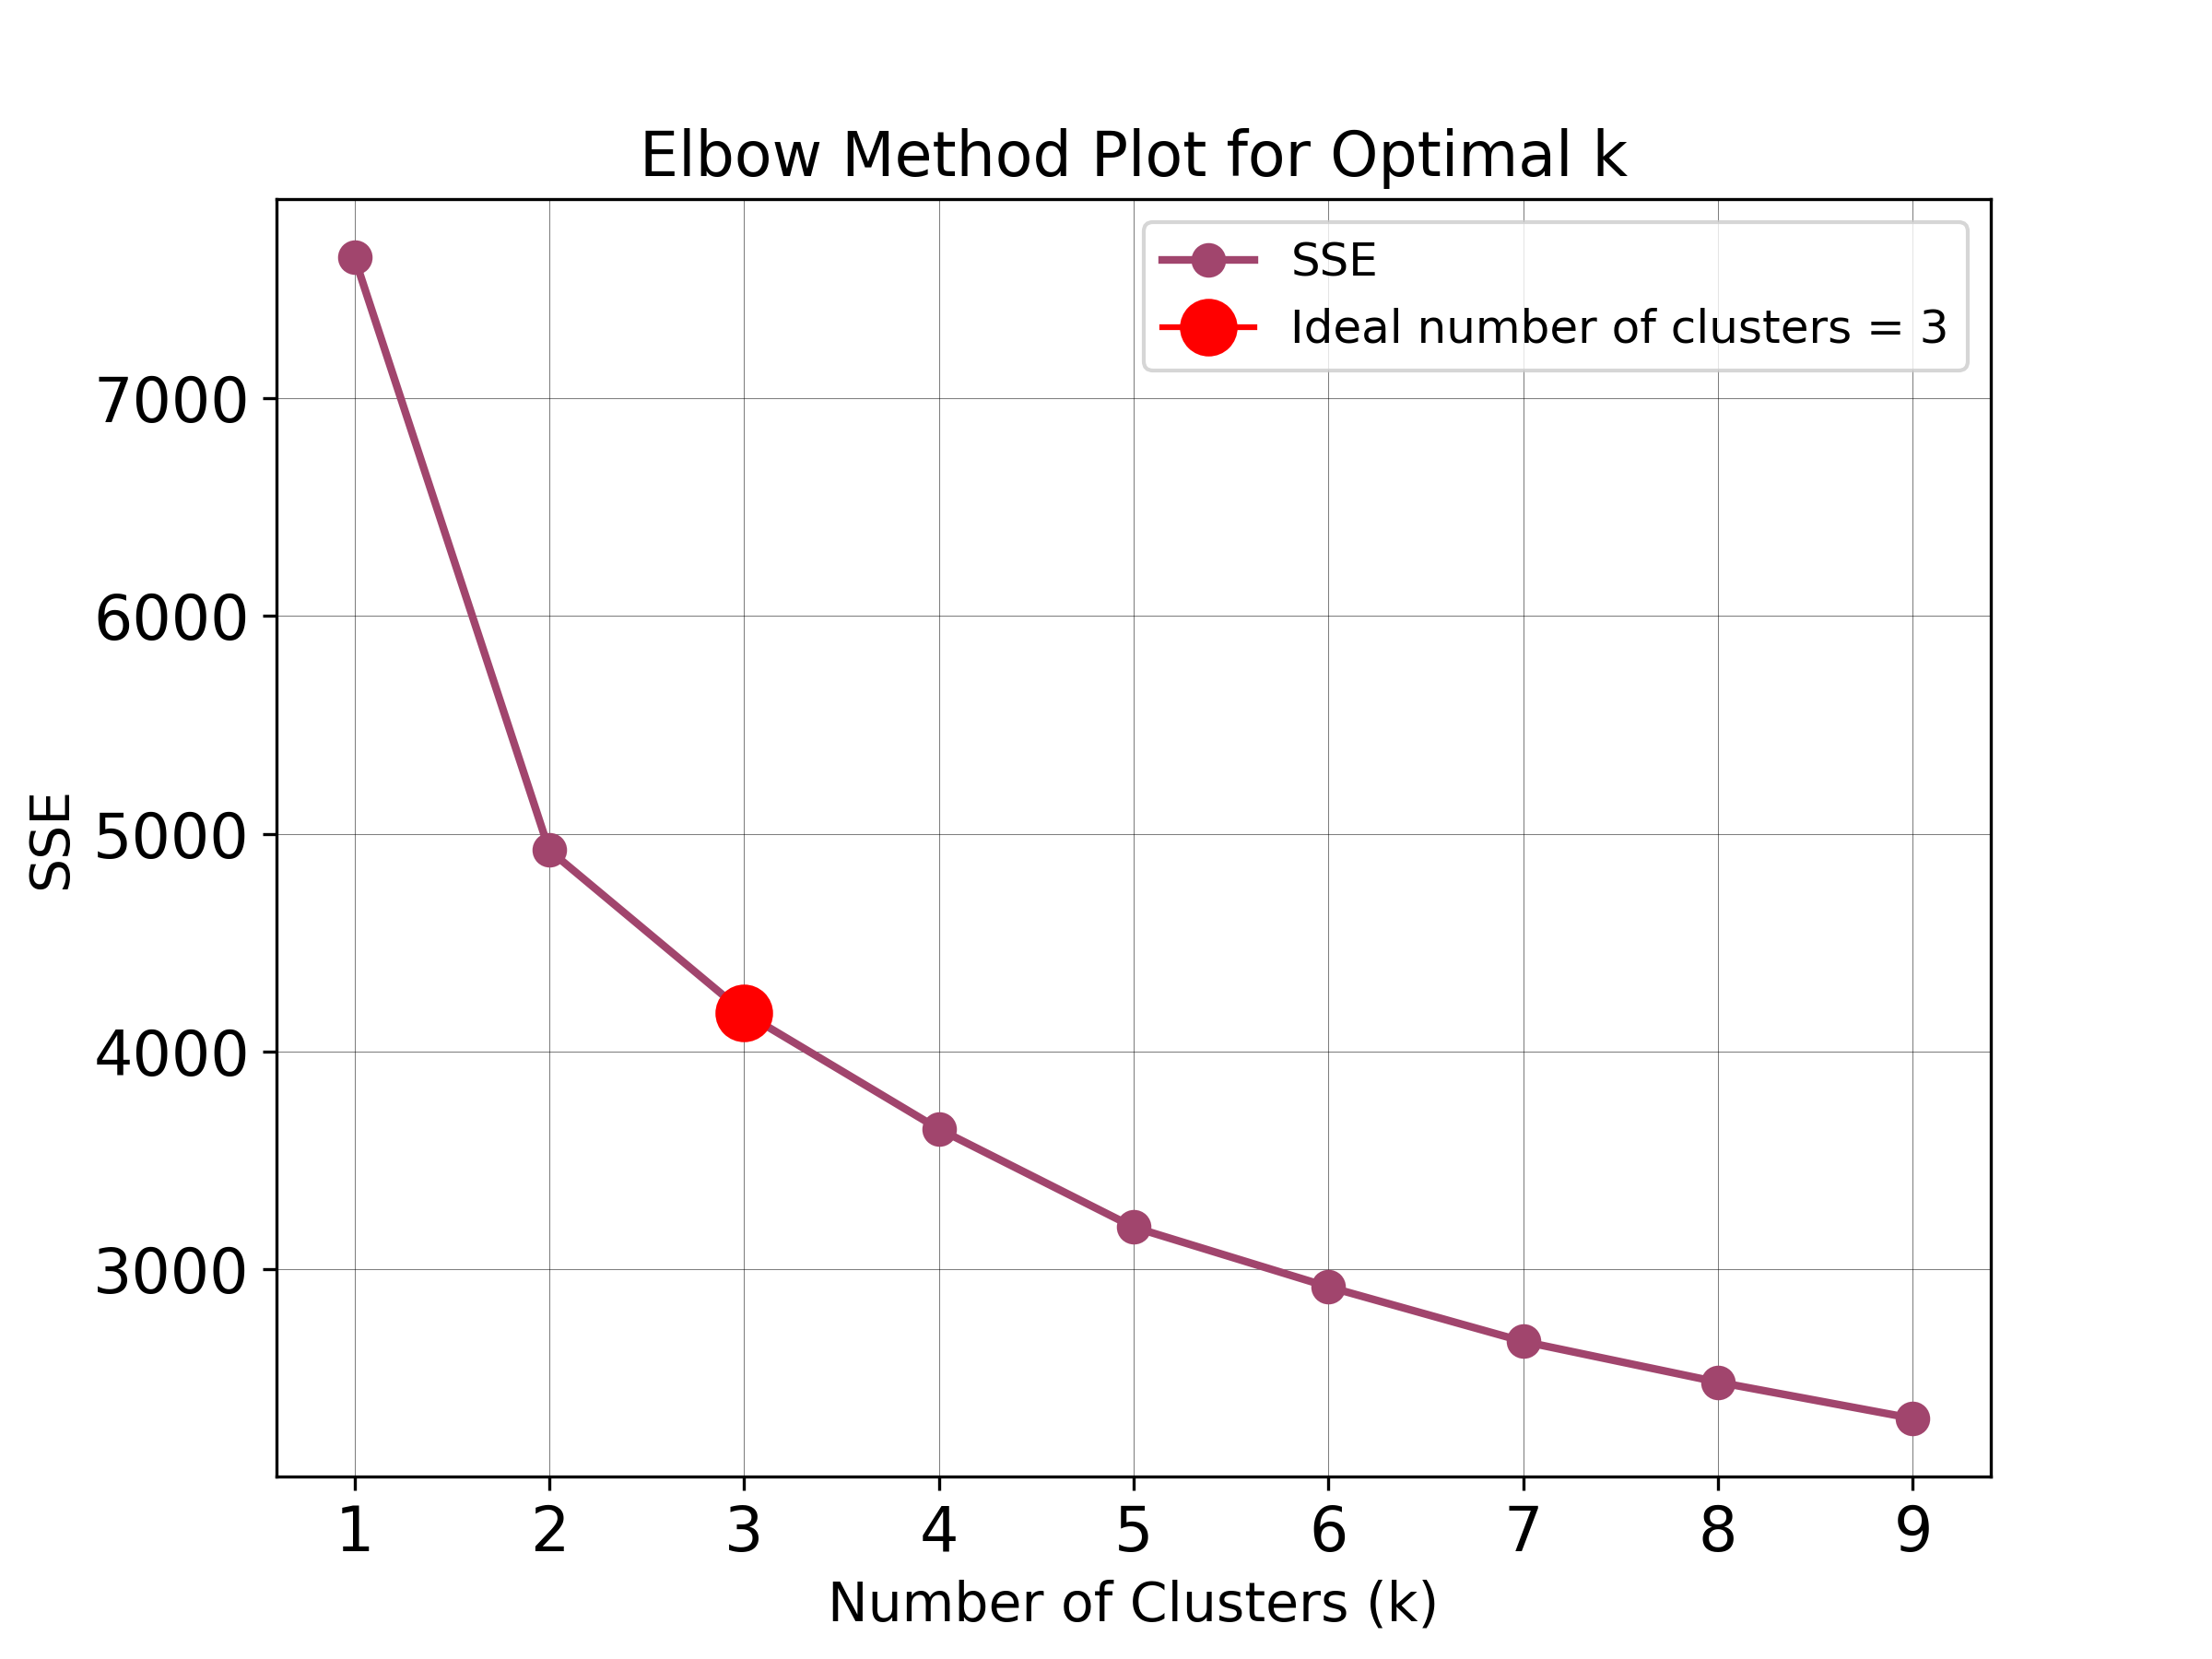 Elbow Method Plot for Optimal k
SSE
Ideal number of clusters = 3
7000
6000
5000
4000
3000
SSE
1 2 3 4 5 6 7 8 9
Number of Clusters (k)